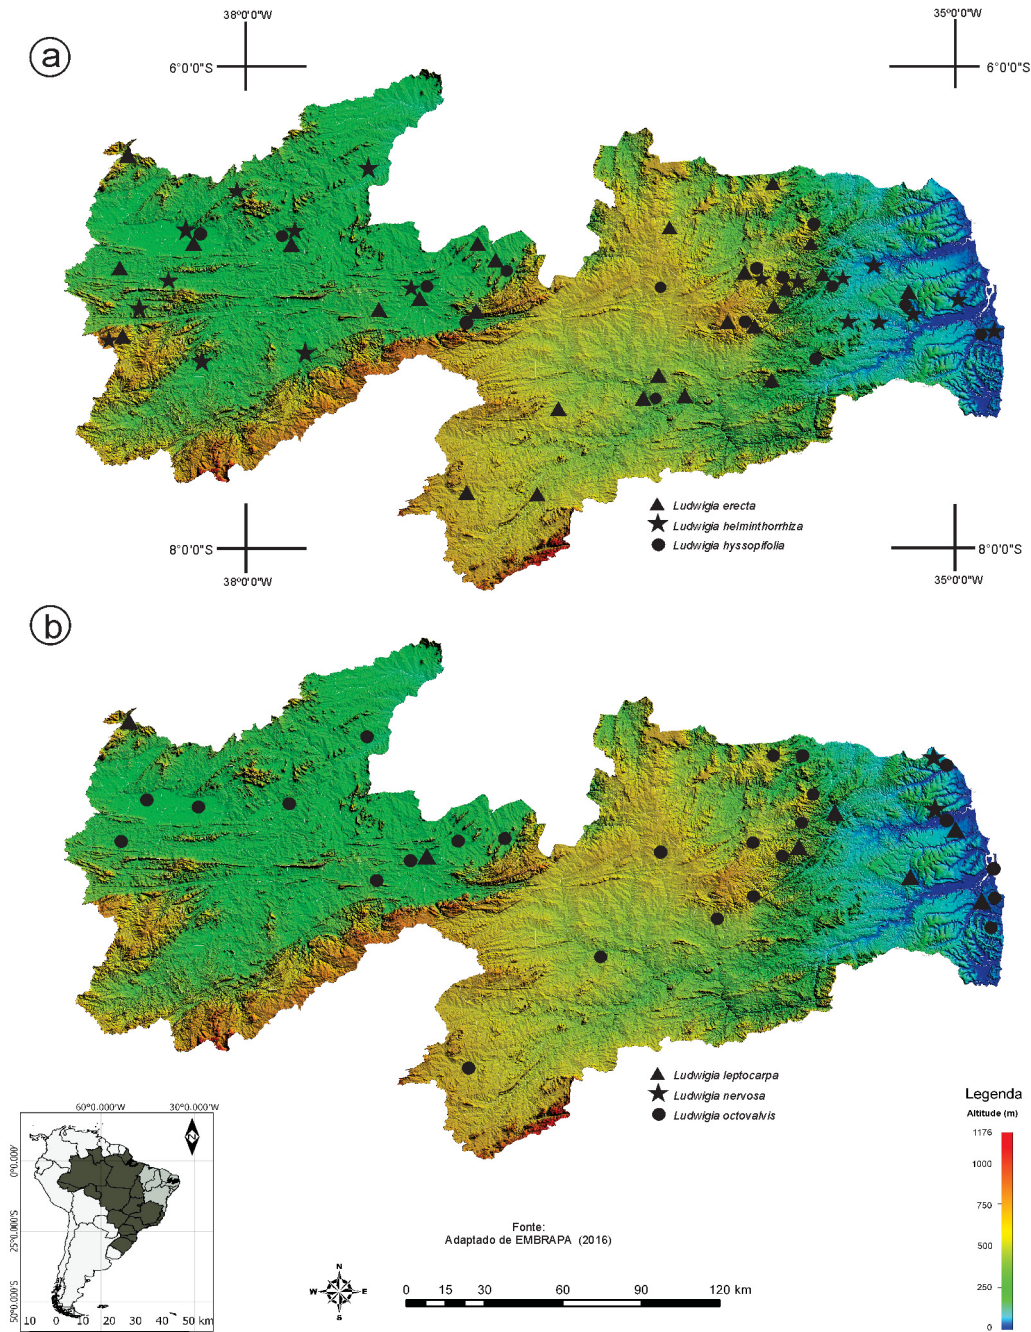 38°0'0"W
35°0'0"W
a
6°0'0"S
6°0'0"S
Ludwigia erecta
Ludwigia helminthorrhiza
Ludwigia hyssopifolia
8°0'0"S
8°0'0"S
38°0'0"W
35°0'0"W
b
Ludwigia leptocarpa
Ludwigia nervosa
Ludwigia octovalvis
Legenda
Altitude (m)
1176
1000
750
500
250
0
60°0.000'W
30°0.000'W
N
0°0.000'
25°0.000'S
50°0.000'S
10 0 10 30 50 km
Fonte:
Adaptado de EMBRAPA (2016)
N
W
E
S
0 15 30 60 90 120 km